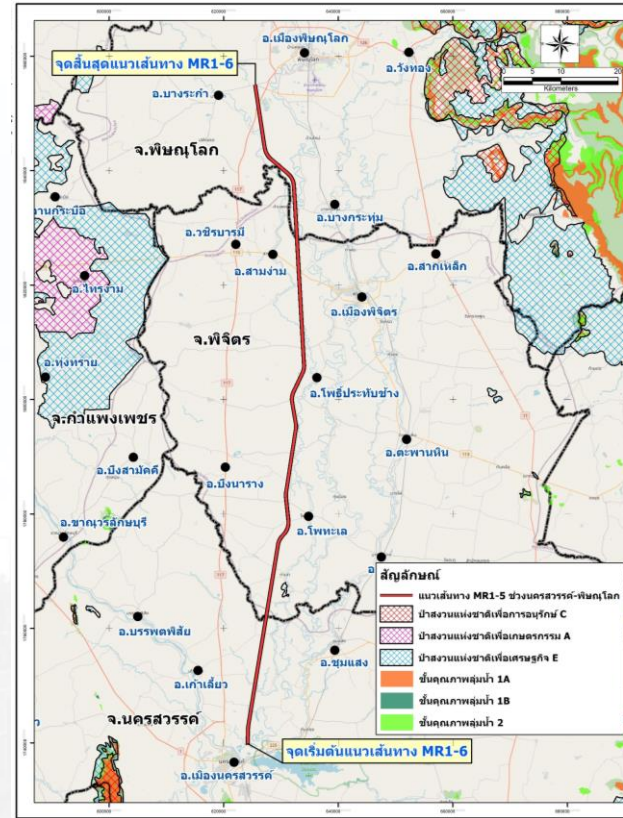 อ.เมืองพิษณุโลก
อ.วังทอง
จุดสิ้นสุดแนวเส้นทาง MR1-6
0 5 10 20
Kilometers
อ.บางระกำ
จ.พิษณุโลก
อ.บางกระทุ่ม
อ.วชิรบารมี
อ.สามง่าม
อ.สากเหล็ก
อ.ไทรงาม
อ.เมืองพิจิตร
จ.พิจิตร
อ.ทุ่งทราย
อ.โพธิ์ประทับช้าง
จ.กำแพงเพชร
อ.ตะพานหิน
อ.บึงสามัคคี
อ.บึงนาราง
อ.ขาณุวรลักษบุรี
อ.โพทะเล
สัญลักษณ์
แนวเส้นทาง MR1-5 ช่วงนครสวรรค์-พิษณุโลก
ป่าสงวนแห่งชาติเพื่อการอนุรักษ์ C
ป่าสงวนแห่งชาติเพื่อเกษตรกรรม A
ป่าสงวนแห่งชาติเพื่อเศรษฐกิจ E
ชั้นคุณภาพลุ่มน้ำ 1A
ชั้นคุณภาพลุ่มน้ำ 1B
ชั้นคุณภาพลุ่มน้ำ 2
อ.บรรพตพิสัย
อ.ชุมแสง
อ.เก้าเลี้ยว
จ.นครสวรรค์
จุดเริ่มต้นแนวเส้นทาง MR1-6
อ.เมืองนครสวรรค์